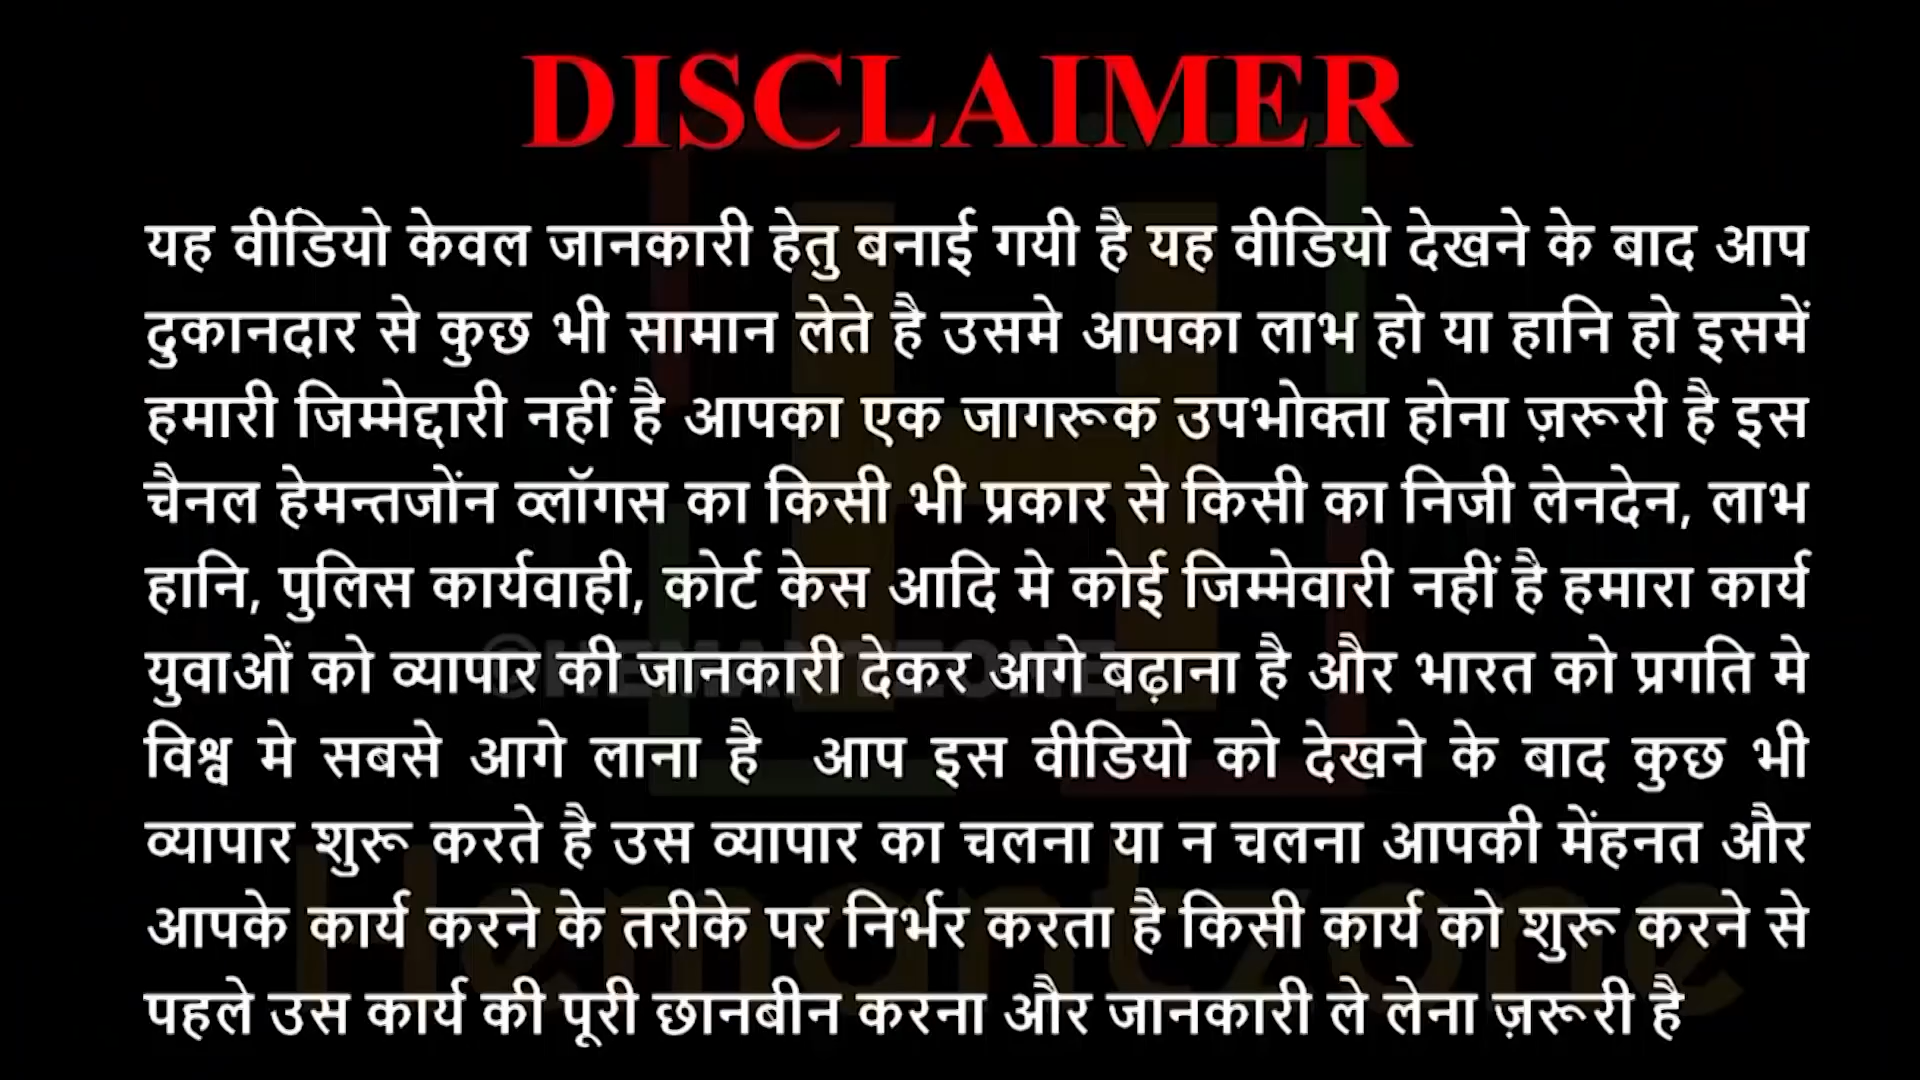 DISCLAIMER
यह वीडियो केवल जानकारी हेतु बनाई गयी है यह वीडियो देखने के बाद आप
दुकानदार से कुछ भी सामान लेते है उसमे आपका लाभ हो या हानि हो इसमें
हमारी जिम्मेद्दारी नहीं है आपका एक जागरूक उपभोक्ता होना ज़रूरी है इस
चैनल हेमन्तजोंन व्लॉगस का किसी भी प्रकार से किसी का निजी लेनदेन, लाभ
हानि, पुलिस कार्यवाही, कोर्ट केस आदि मे कोई जिम्मेवारी नहीं है हमारा कार्य
युवाओं को व्यापार की जानकारी देकर आगे बढ़ाना है और भारत को प्रगति मे
@HEMANTZONE
विश्व मे सबसे आगे लाना है आप इस वीडियो को देखने के बाद कुछ भी
व्यापार शुरू करते है उस व्यापार का चलना या न चलना आपकी मेंहनत और
आपके कार्य करने के तरीके पर निर्भर करता है किसी कार्य को शुरू करने से
Hemantzone
पहले उस कार्य की पूरी छानबीन करना और जानकारी ले लेना ज़रूरी है